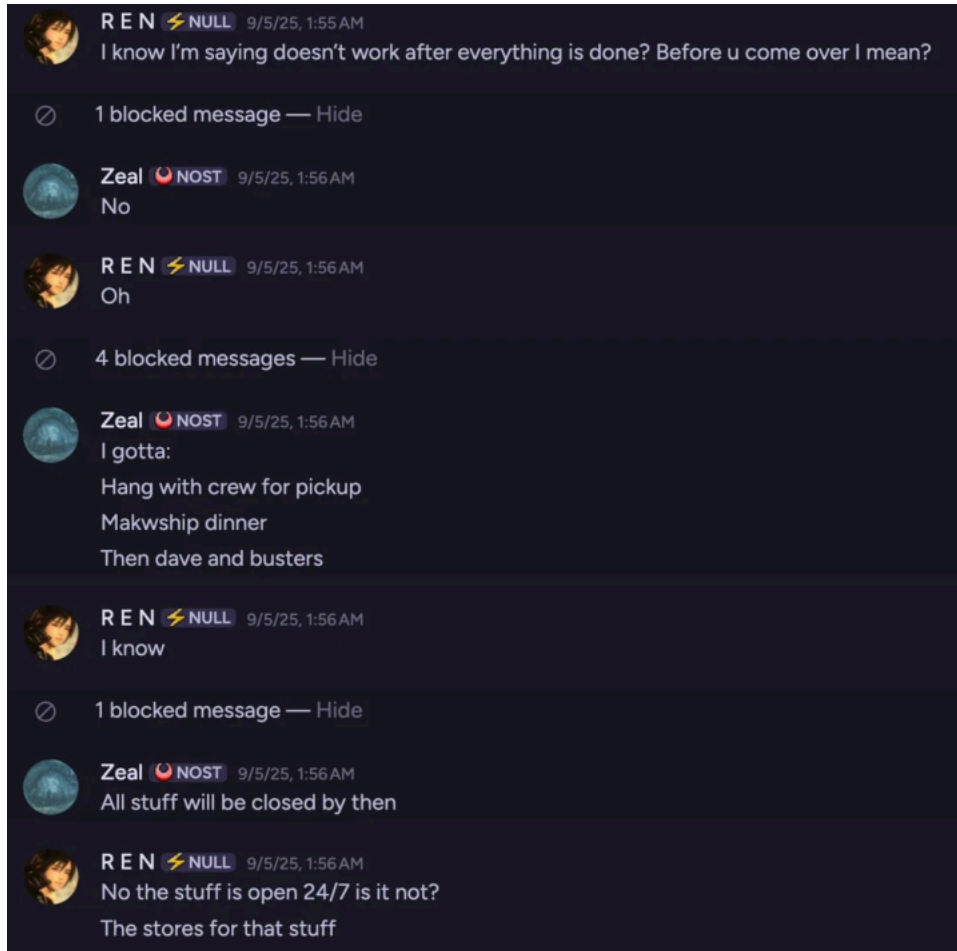 R E N ⚡ NULL 9/5/25, 1:55 AM
I know I’m saying doesn’t work after everything is done? Before u come over I mean?
1 blocked message — Hide
Zeal NOST 9/5/25, 1:56 AM
No
R E N ⚡ NULL 9/5/25, 1:56 AM
Oh
4 blocked messages — Hide
Zeal NOST 9/5/25, 1:56 AM
I gotta:
Hang with crew for pickup
Makwship dinner
Then dave and busters
R E N ⚡ NULL 9/5/25, 1:56 AM
I know
1 blocked message — Hide
Zeal NOST 9/5/25, 1:56 AM
All stuff will be closed by then
R E N ⚡ NULL 9/5/25, 1:56 AM
No the stuff is open 24/7 is it not?
The stores for that stuff